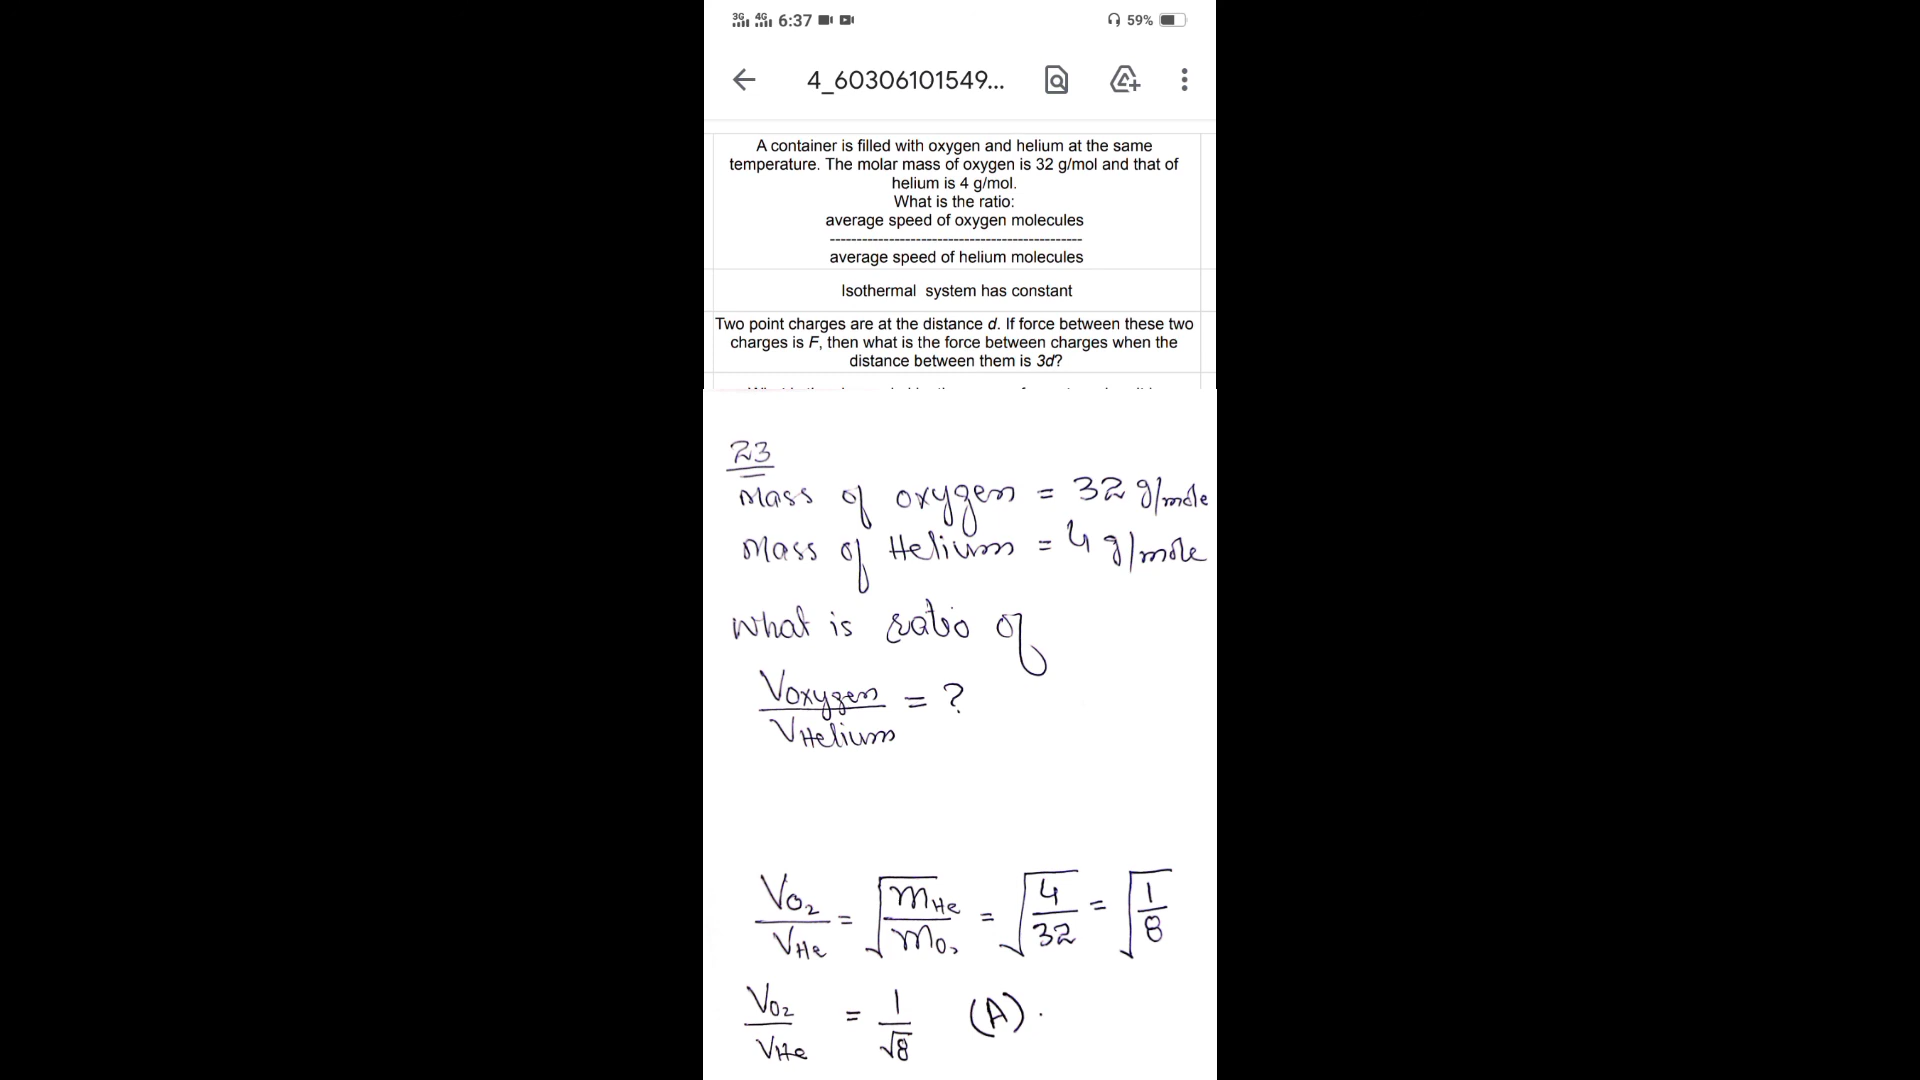 3G 4G 6:37 59%
4_60306101549...
A container is filled with oxygen and helium at the same
temperature. The molar mass of oxygen is 32 g/mol and that of
helium is 4 g/mol.
What is the ratio:
average speed of oxygen molecules
-----------------------------------------------
average speed of helium molecules
Isothermal system has constant
Two point charges are at the distance d. If force between these two
charges is F, then what is the force between charges when the
distance between them is 3d?
23
Mass of oxygen = 32 g/mole
Mass of Helium = 4 g/mole
What is ratio of
Voxygen / VHelium = ?
VO₂ / VHe = √(mHe / mO₂) = √(4/32) = √(1/8)
VO₂ / VHe = 1/√8 (A).